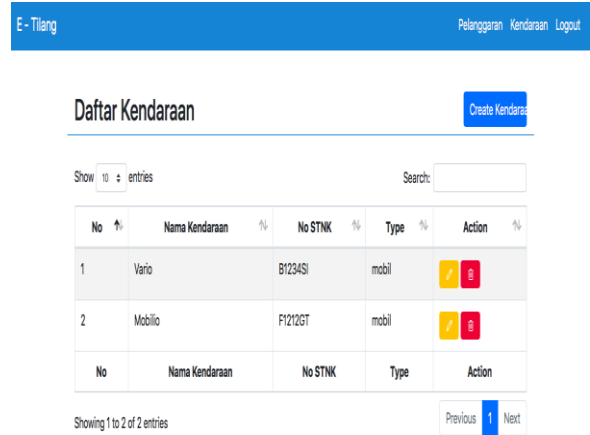 E - Tilang Pelanggaran Kendaraan Logout
Daftar Kendaraan Create Kendaraa
Show 10 entries Search:
No Nama Kendaraan No STNK Type Action
1 Vario B1234SI mobil
2 Mobilio F1212GT mobil
No Nama Kendaraan No STNK Type Action
Showing 1 to 2 of 2 entries Previous 1 Next